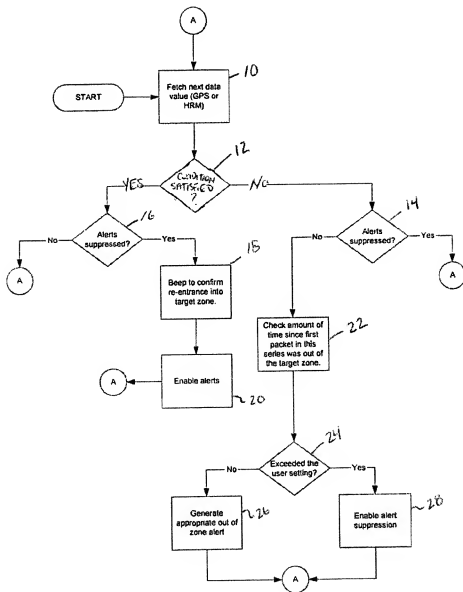 A
10
START
Fetch next data
value (GPS or
HRM)
12
CONDITION
SATISFIED
?
YES
NO
16
Alerts
suppressed?
No
Yes
A
14
Alerts
suppressed?
No
Yes
A
18
Beep to confirm
re-entrance into
target zone.
22
Check amount of
time since first
packet in this
series was out of
the target zone.
A
Enable alerts
20
24
Exceeded the
user setting?
No
Yes
Generate
appropriate out of
zone alert
26
Enable alert
suppression
28
A